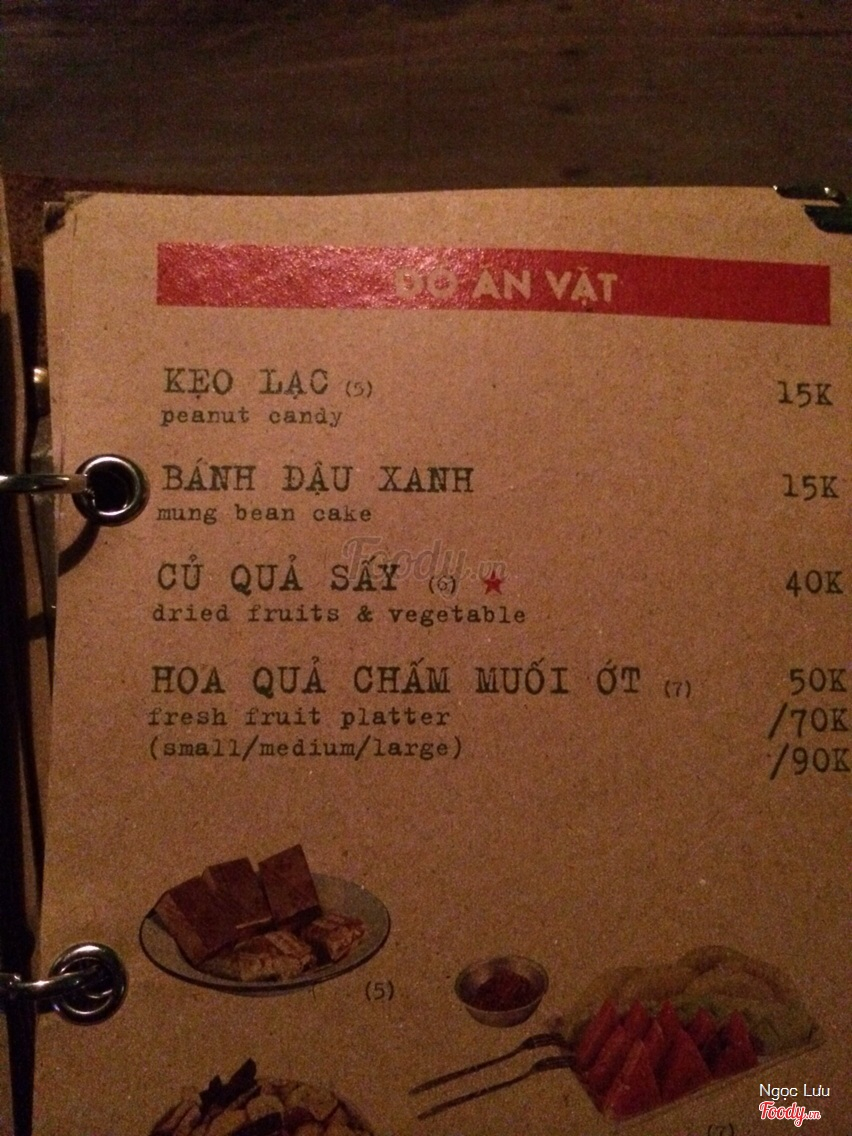 ĐỒ ĂN VẶT
KẸO LẠC (5) 15K
peanut candy
BÁNH ĐẬU XANH 15K
mung bean cake
Foody.vn
CỦ QUẢ SẤY (6) ★ 40K
dried fruits & vegetable
HOA QUẢ CHẤM MUỐI ỚT (7) 50K
fresh fruit platter /70K
(small/medium/large) /90K
(5)
(7)
Ngọc Lưu
Foody.vn